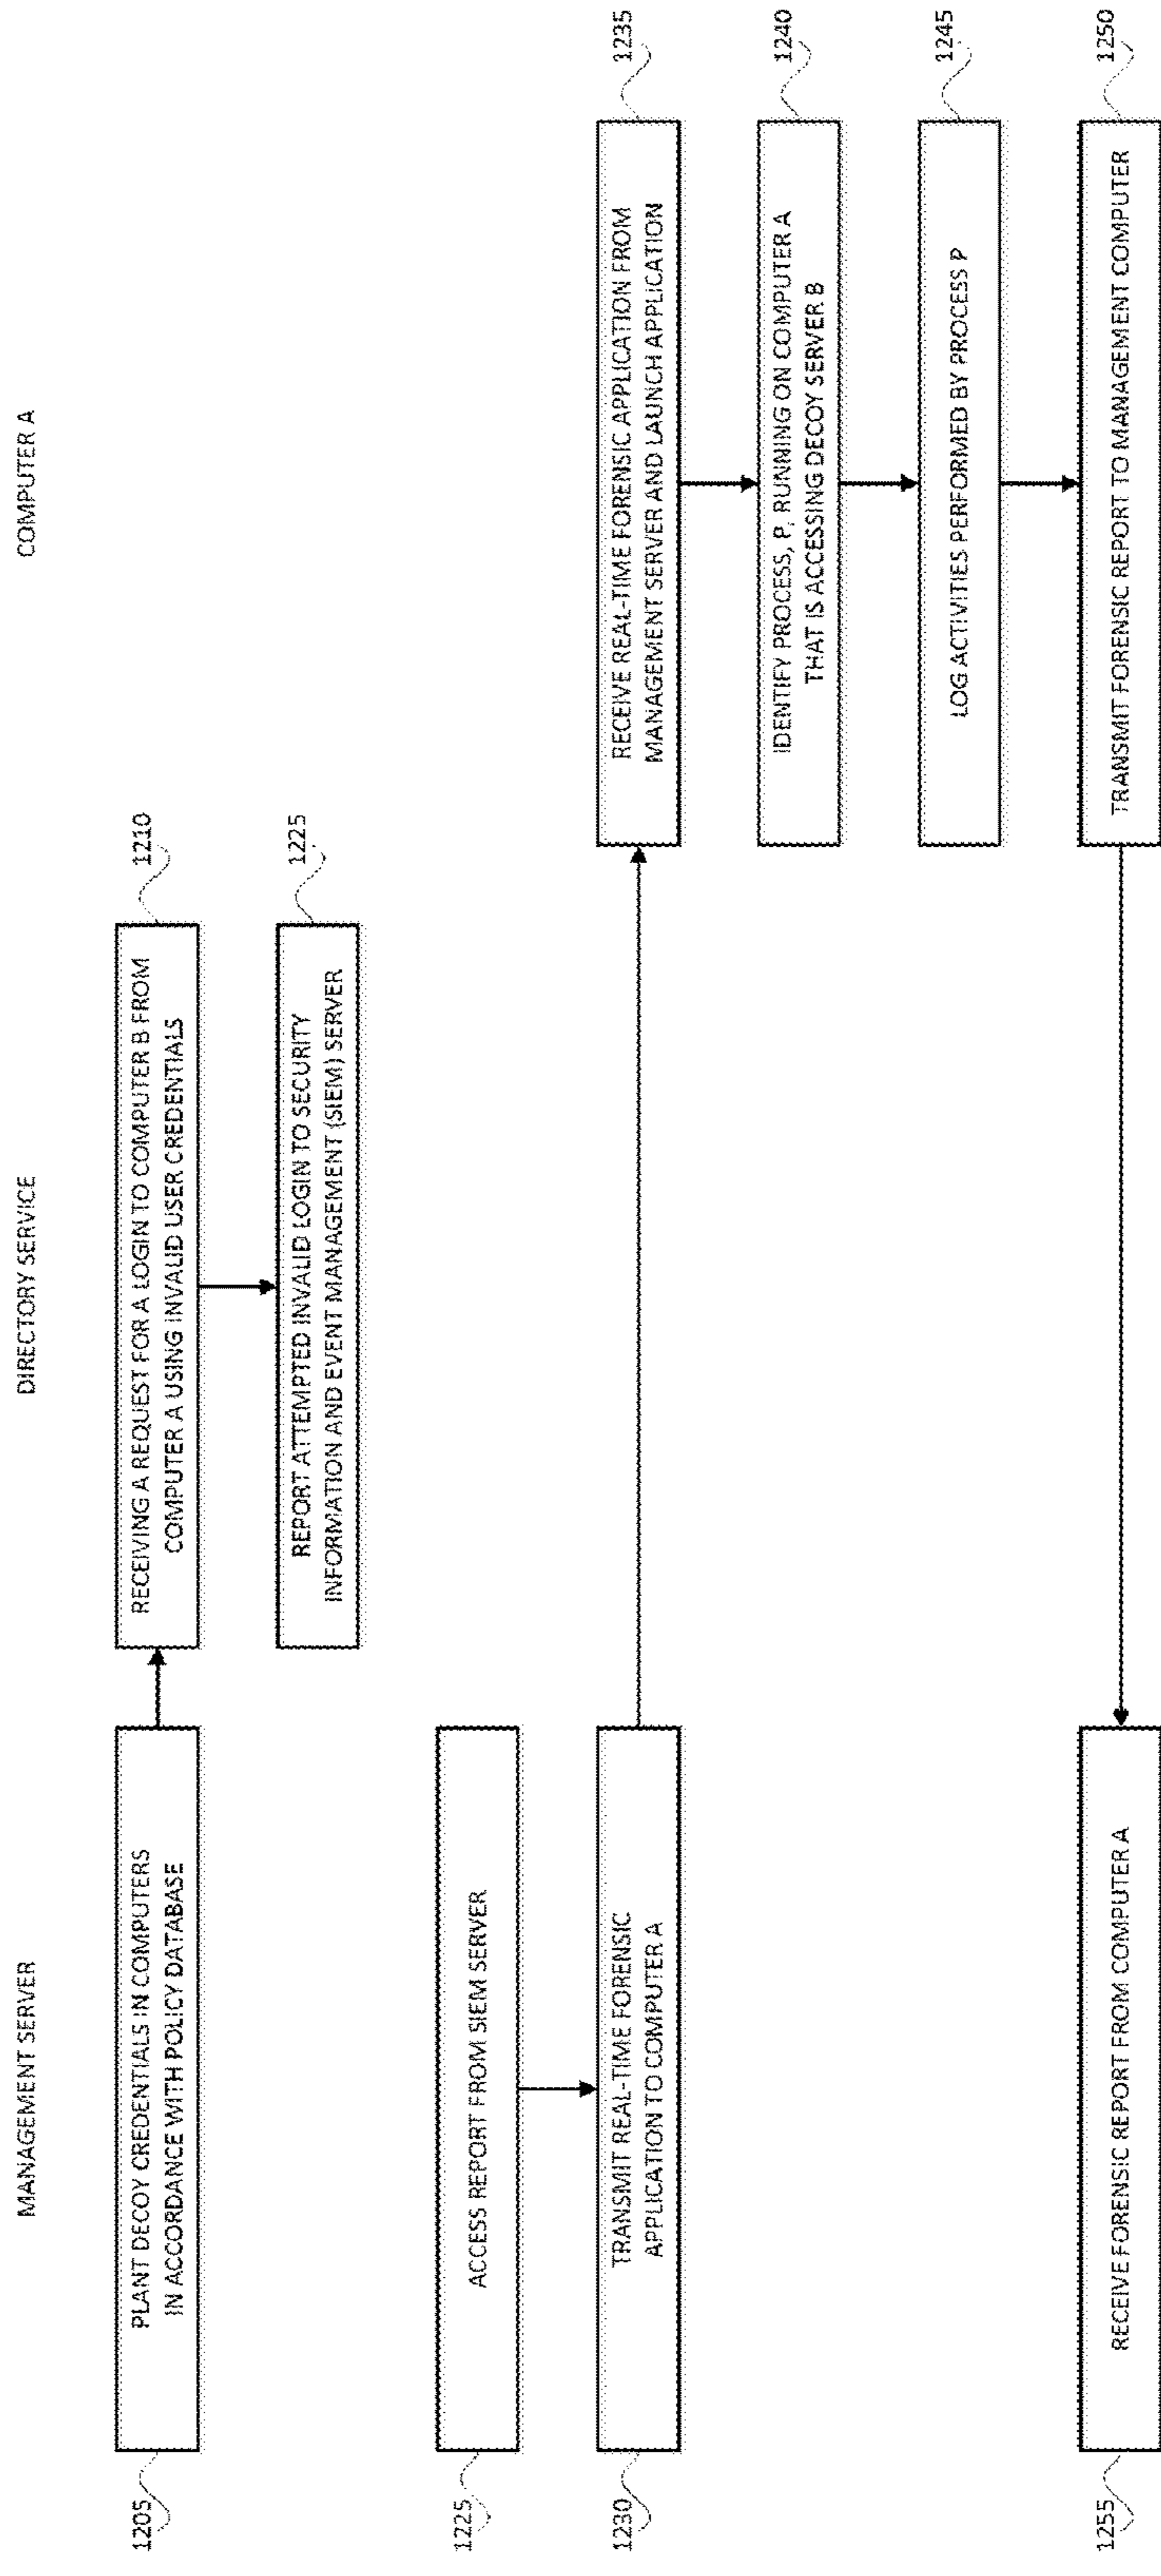 MANAGEMENT SERVER
DIRECTORY SERVICE
COMPUTER A
1205
PLANT DECOY CREDENTIALS IN COMPUTERS
IN ACCORDANCE WITH POLICY DATABASE
RECEIVING A REQUEST FOR A LOGIN TO COMPUTER B FROM
COMPUTER A USING INVALID USER CREDENTIALS
1210
REPORT ATTEMPTED INVALID LOGIN TO SECURITY
INFORMATION AND EVENT MANAGEMENT (SIEM) SERVER
1225
1225
ACCESS REPORT FROM SIEM SERVER
1230
TRANSMIT REAL-TIME FORENSIC
APPLICATION TO COMPUTER A
RECEIVE REAL-TIME FORENSIC APPLICATION FROM
MANAGEMENT SERVER AND LAUNCH APPLICATION
1235
IDENTIFY PROCESS, P, RUNNING ON COMPUTER A
THAT IS ACCESSING DECOY SERVER B
1240
LOG ACTIVITIES PERFORMED BY PROCESS P
1245
TRANSMIT FORENSIC REPORT TO MANAGEMENT COMPUTER
1250
1255
RECEIVE FORENSIC REPORT FROM COMPUTER A